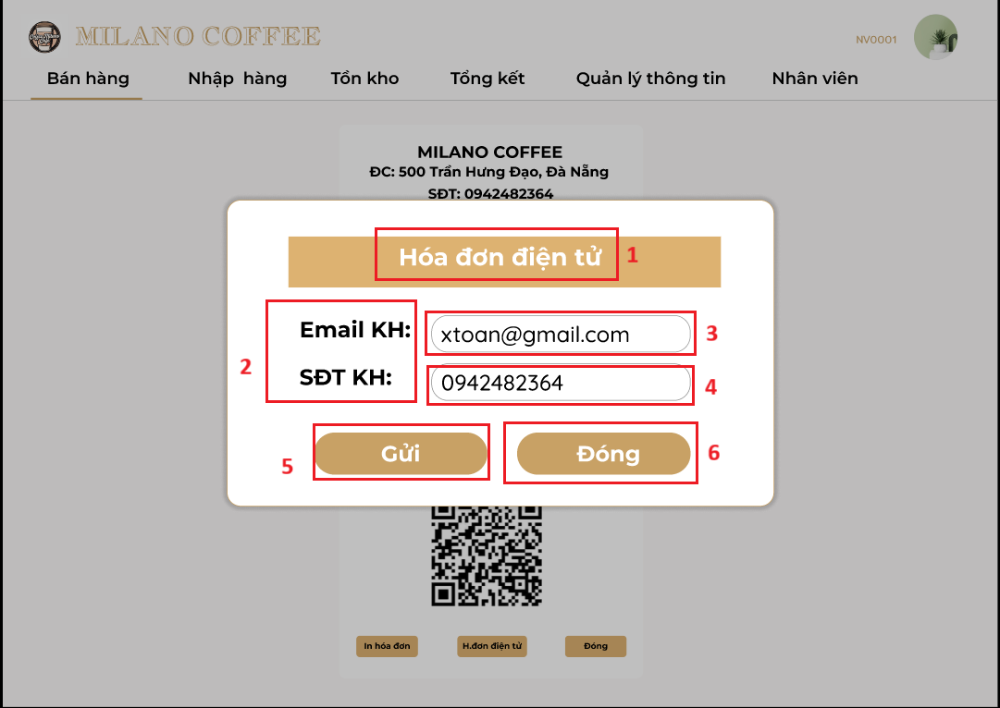 MILANO COFFEE
NV0001
Bán hàng
Nhập hàng
Tồn kho
Tổng kết
Quản lý thông tin
Nhân viên
MILANO COFFEE
ĐC: 500 Trần Hưng Đạo, Đà Nẵng
SĐT: 0942482364
Hóa đơn điện tử
1
2
Email KH:
xtoan@gmail.com
3
SĐT KH:
0942482364
4
5
Gửi
Đóng
6
In hóa đơn
H.đơn điện tử
Đóng